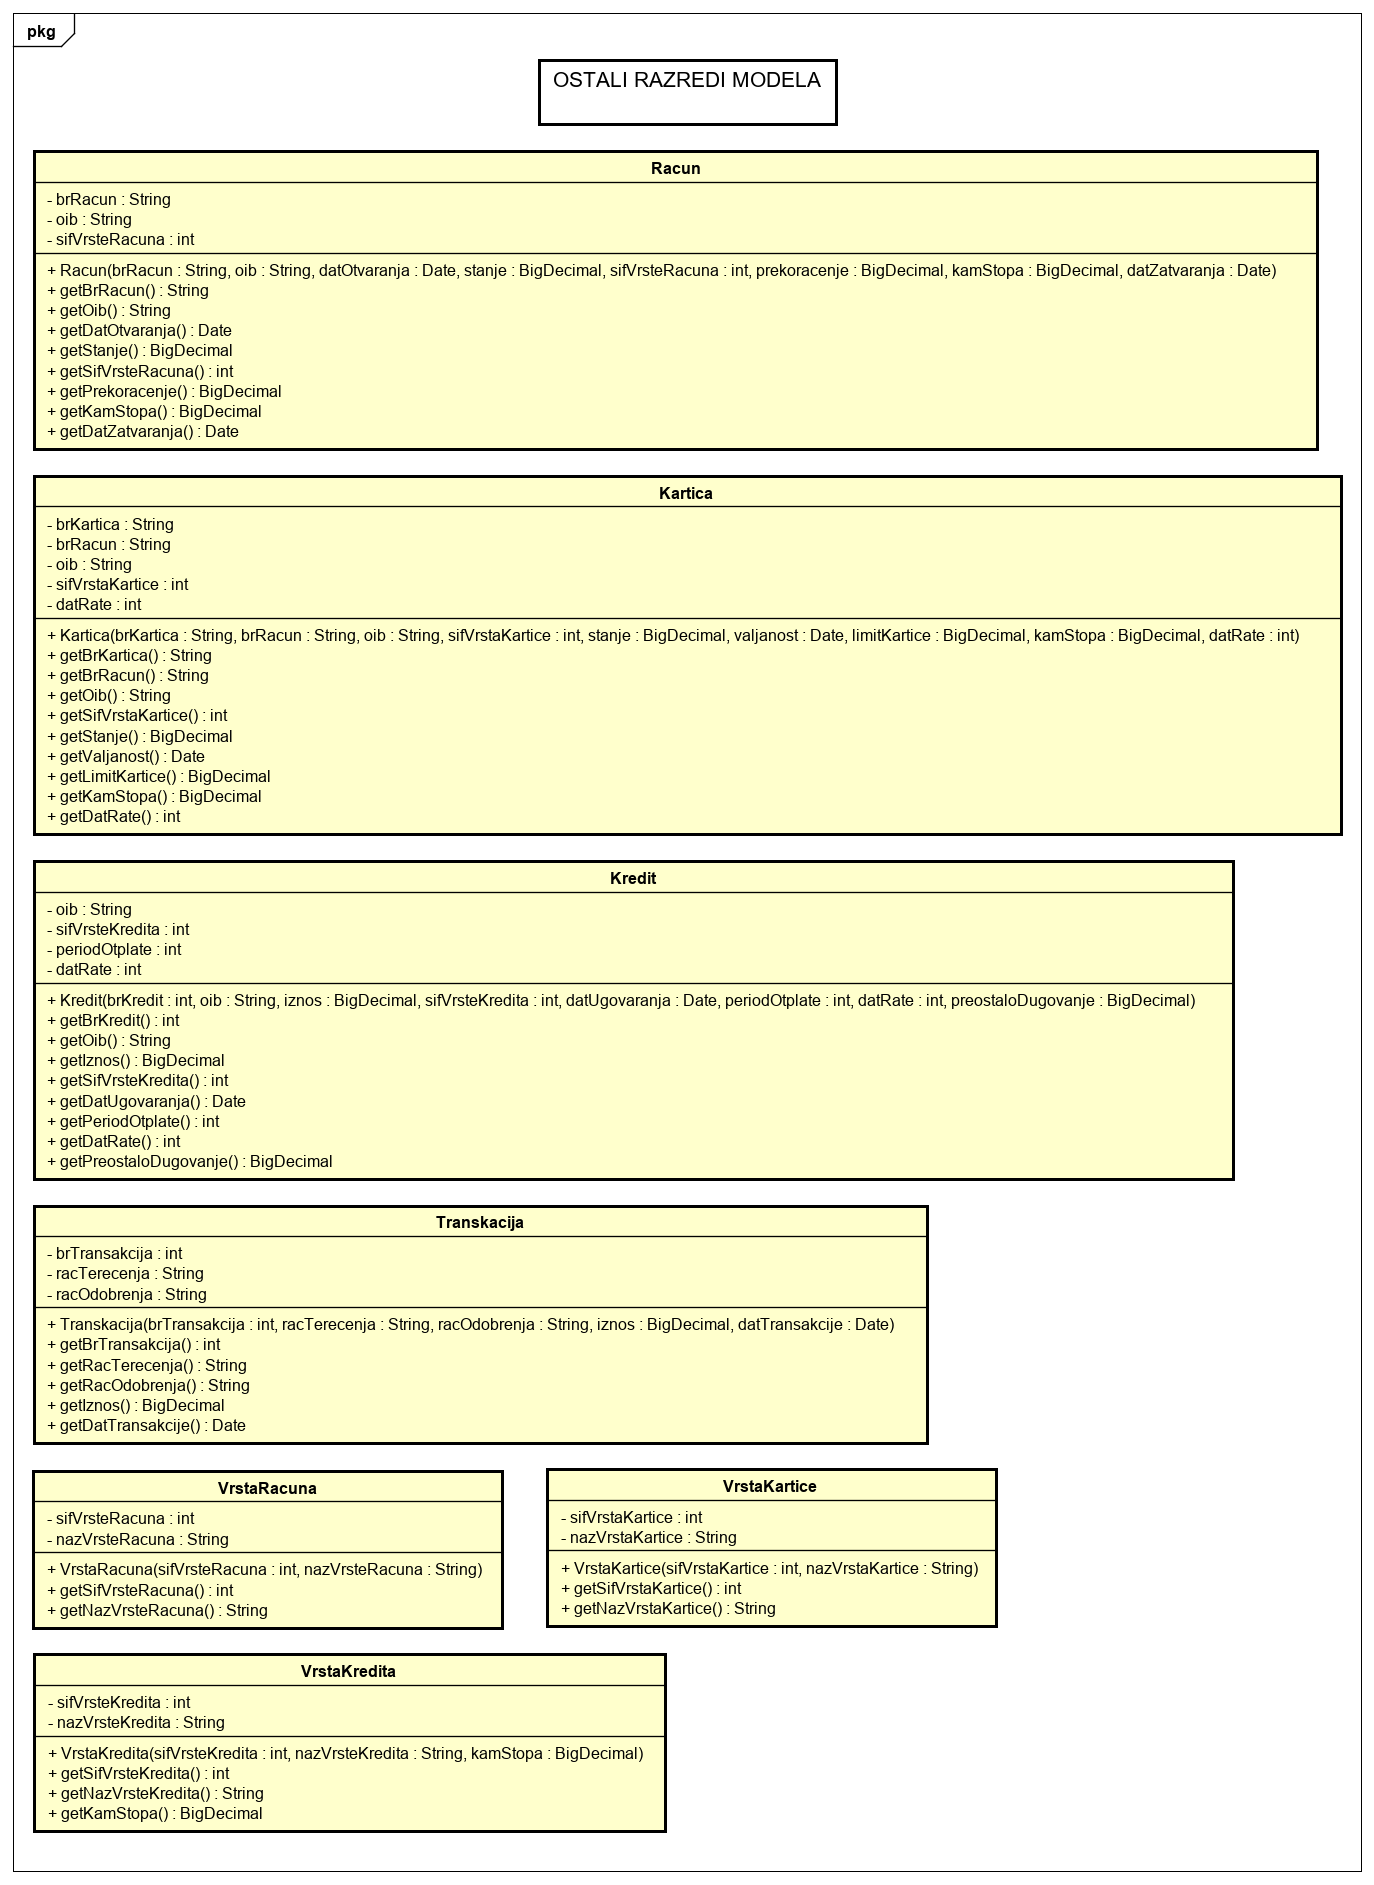 pkg
OSTALI RAZREDI MODELA
Racun
- brRacun : String
- oib : String
- sifVrsteRacuna : int
+ Racun(brRacun : String, oib : String, datOtvaranja : Date, stanje : BigDecimal, sifVrsteRacuna : int, prekoracenje : BigDecimal, kamStopa : BigDecimal, datZatvaranja : Date)
+ getBrRacun() : String
+ getOib() : String
+ getDatOtvaranja() : Date
+ getStanje() : BigDecimal
+ getSifVrsteRacuna() : int
+ getPrekoracenje() : BigDecimal
+ getKamStopa() : BigDecimal
+ getDatZatvaranja() : Date
Kartica
- brKartica : String
- brRacun : String
- oib : String
- sifVrstaKartice : int
- datRate : int
+ Kartica(brKartica : String, brRacun : String, oib : String, sifVrstaKartice : int, stanje : BigDecimal, valjanost : Date, limitKartice : BigDecimal, kamStopa : BigDecimal, datRate : int)
+ getBrKartica() : String
+ getBrRacun() : String
+ getOib() : String
+ getSifVrstaKartice() : int
+ getStanje() : BigDecimal
+ getValjanost() : Date
+ getLimitKartice() : BigDecimal
+ getKamStopa() : BigDecimal
+ getDatRate() : int
Kredit
- oib : String
- sifVrsteKredita : int
- periodOtplate : int
- datRate : int
+ Kredit(brKredit : int, oib : String, iznos : BigDecimal, sifVrsteKredita : int, datUgovaranja : Date, periodOtplate : int, datRate : int, preostaloDugovanje : BigDecimal)
+ getBrKredit() : int
+ getOib() : String
+ getIznos() : BigDecimal
+ getSifVrsteKredita() : int
+ getDatUgovaranja() : Date
+ getPeriodOtplate() : int
+ getDatRate() : int
+ getPreostaloDugovanje() : BigDecimal
Transkacija
- brTransakcija : int
- racTerecenja : String
- racOdobrenja : String
+ Transkacija(brTransakcija : int, racTerecenja : String, racOdobrenja : String, iznos : BigDecimal, datTransakcije : Date)
+ getBrTransakcija() : int
+ getRacTerecenja() : String
+ getRacOdobrenja() : String
+ getIznos() : BigDecimal
+ getDatTransakcije() : Date
VrstaRacuna
- sifVrsteRacuna : int
- nazVrsteRacuna : String
+ VrstaRacuna(sifVrsteRacuna : int, nazVrsteRacuna : String)
+ getSifVrsteRacuna() : int
+ getNazVrsteRacuna() : String
VrstaKartice
- sifVrstaKartice : int
- nazVrstaKartice : String
+ VrstaKartice(sifVrstaKartice : int, nazVrstaKartice : String)
+ getSifVrstaKartice() : int
+ getNazVrstaKartice() : String
VrstaKredita
- sifVrsteKredita : int
- nazVrsteKredita : String
+ VrstaKredita(sifVrsteKredita : int, nazVrsteKredita : String, kamStopa : BigDecimal)
+ getSifVrsteKredita() : int
+ getNazVrsteKredita() : String
+ getKamStopa() : BigDecimal